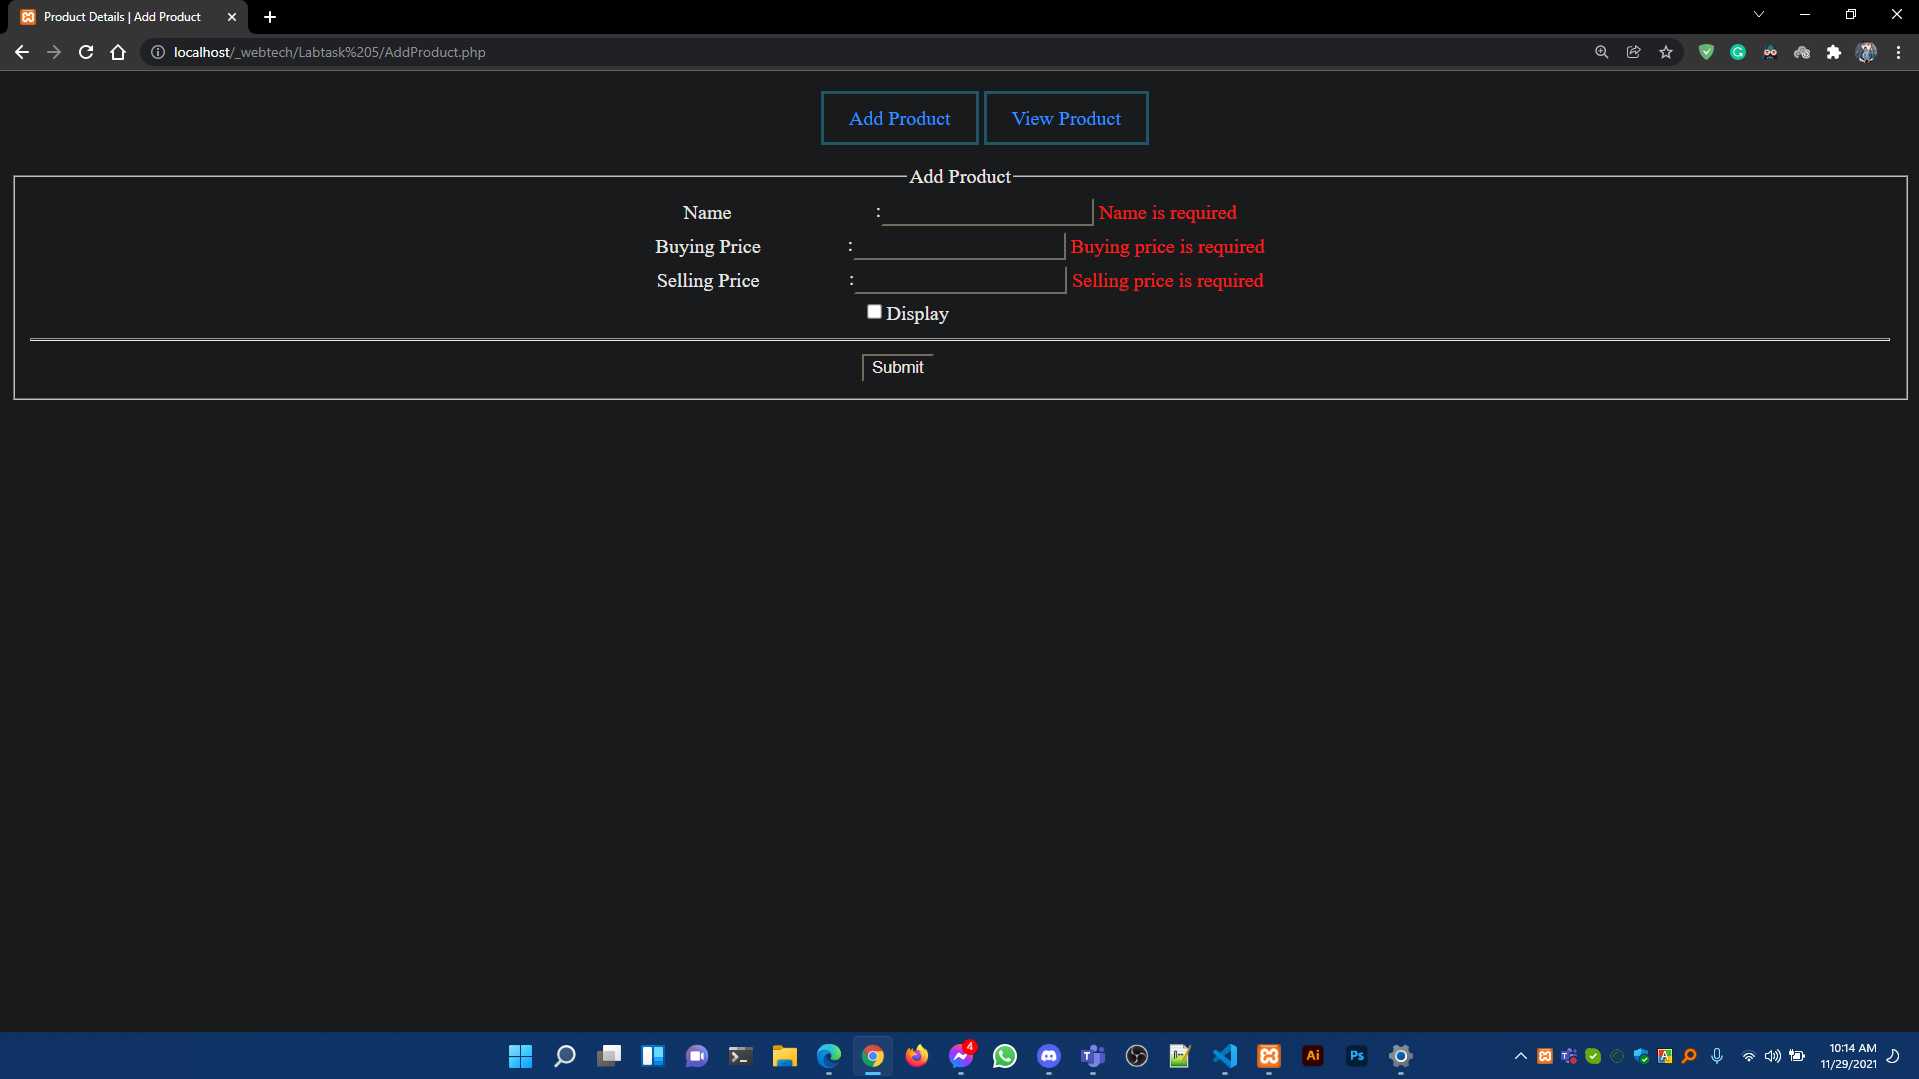 Product Details | Add Product
localhost/_webtech/Labtask%205/AddProduct.php
Add Product View Product
Add Product
Name : Name is required
Buying Price : Buying price is required
Selling Price : Selling price is required
Display
Submit
4
Ai Ps
10:14 AM
11/29/2021